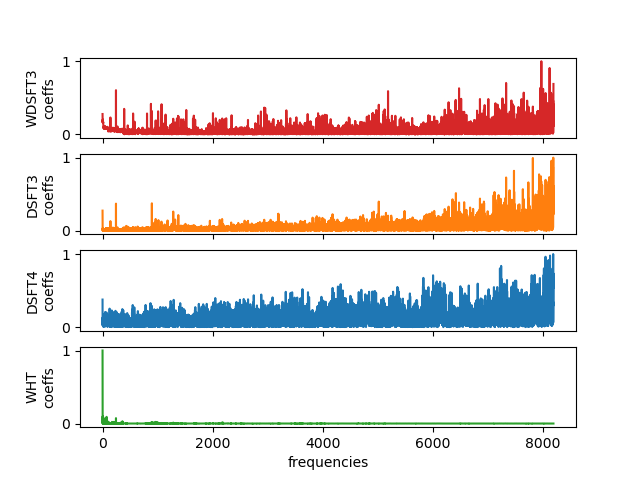 WDSFT3
coeffs
1
0
DSFT3
coeffs
1
0
DSFT4
coeffs
1
0
WHT
coeffs
1
0
0 2000 4000 6000 8000
frequencies